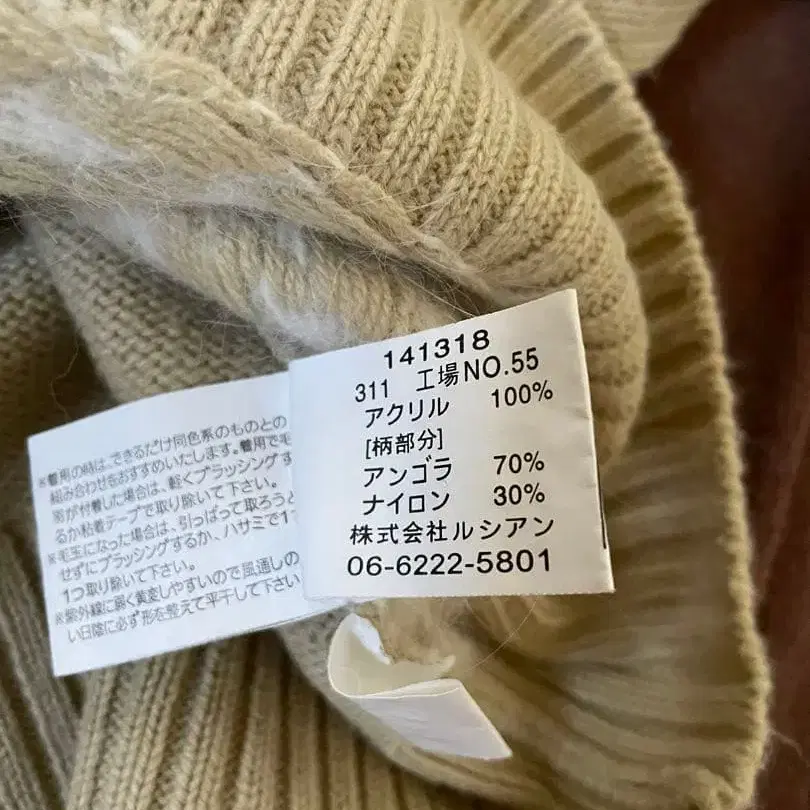 ※着用の時は、できるだけ同色系のものとの
組み合わせをおすすめいたします。着用で毛
羽が付着した場合は、軽くブラッシングす
るか粘着テープで取り除いて下さい。
※毛玉になった場合は、引っぱって取ろうと
せずにブラッシングするか、ハサミで1つ
1つ取り除いて下さい。
※紫外線に弱く黄変しやすいので風通しの
い日陰に必ず形を整えて平干して下さい
141318
311 工場NO.55
アクリル 100%
[柄部分]
アンゴラ 70%
ナイロン 30%
株式会社ルシアン
06-6222-5801